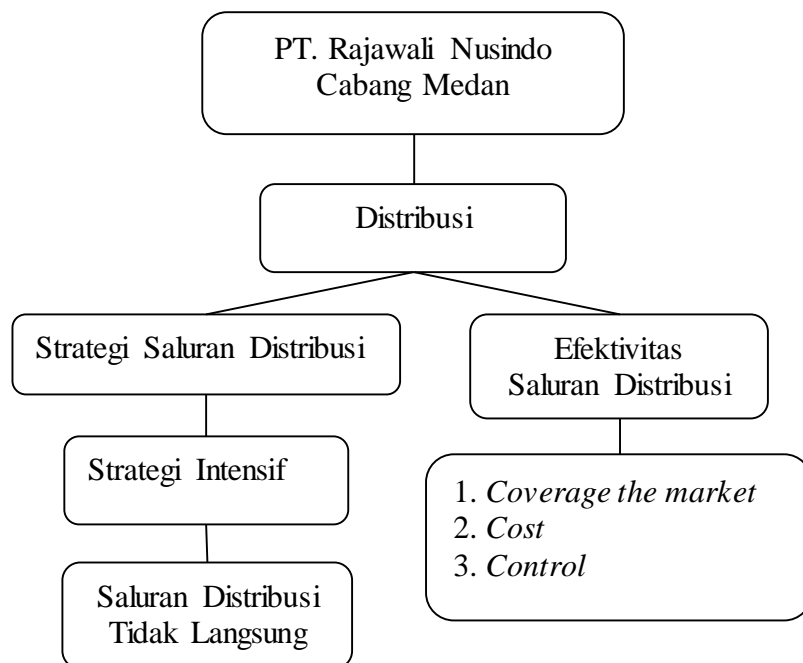 PT. Rajawali Nusindo
Cabang Medan
Distribusi
Strategi Saluran Distribusi
Efektivitas
Saluran Distribusi
Strategi Intensif
1. Coverage the market
2. Cost
3. Control
Saluran Distribusi
Tidak Langsung